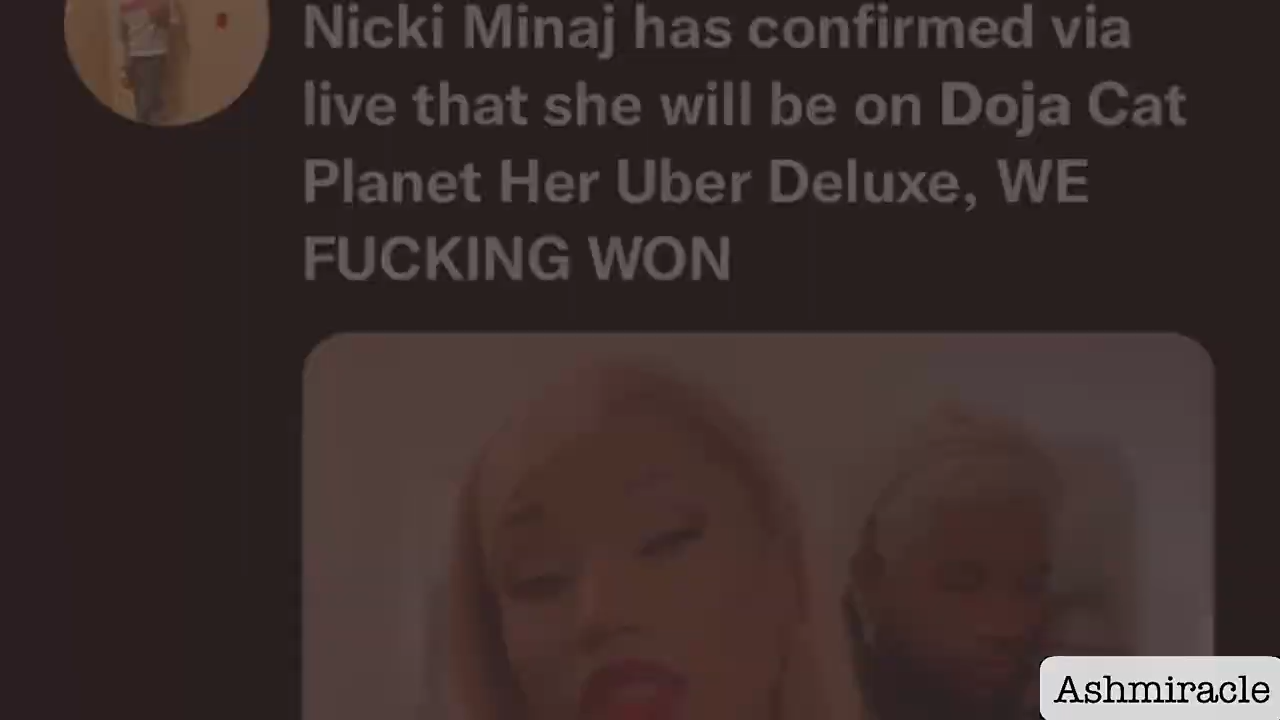 Nicki Minaj has confirmed via
live that she will be on Doja Cat
Planet Her Uber Deluxe, WE
FUCKING WON
Ashmiracle